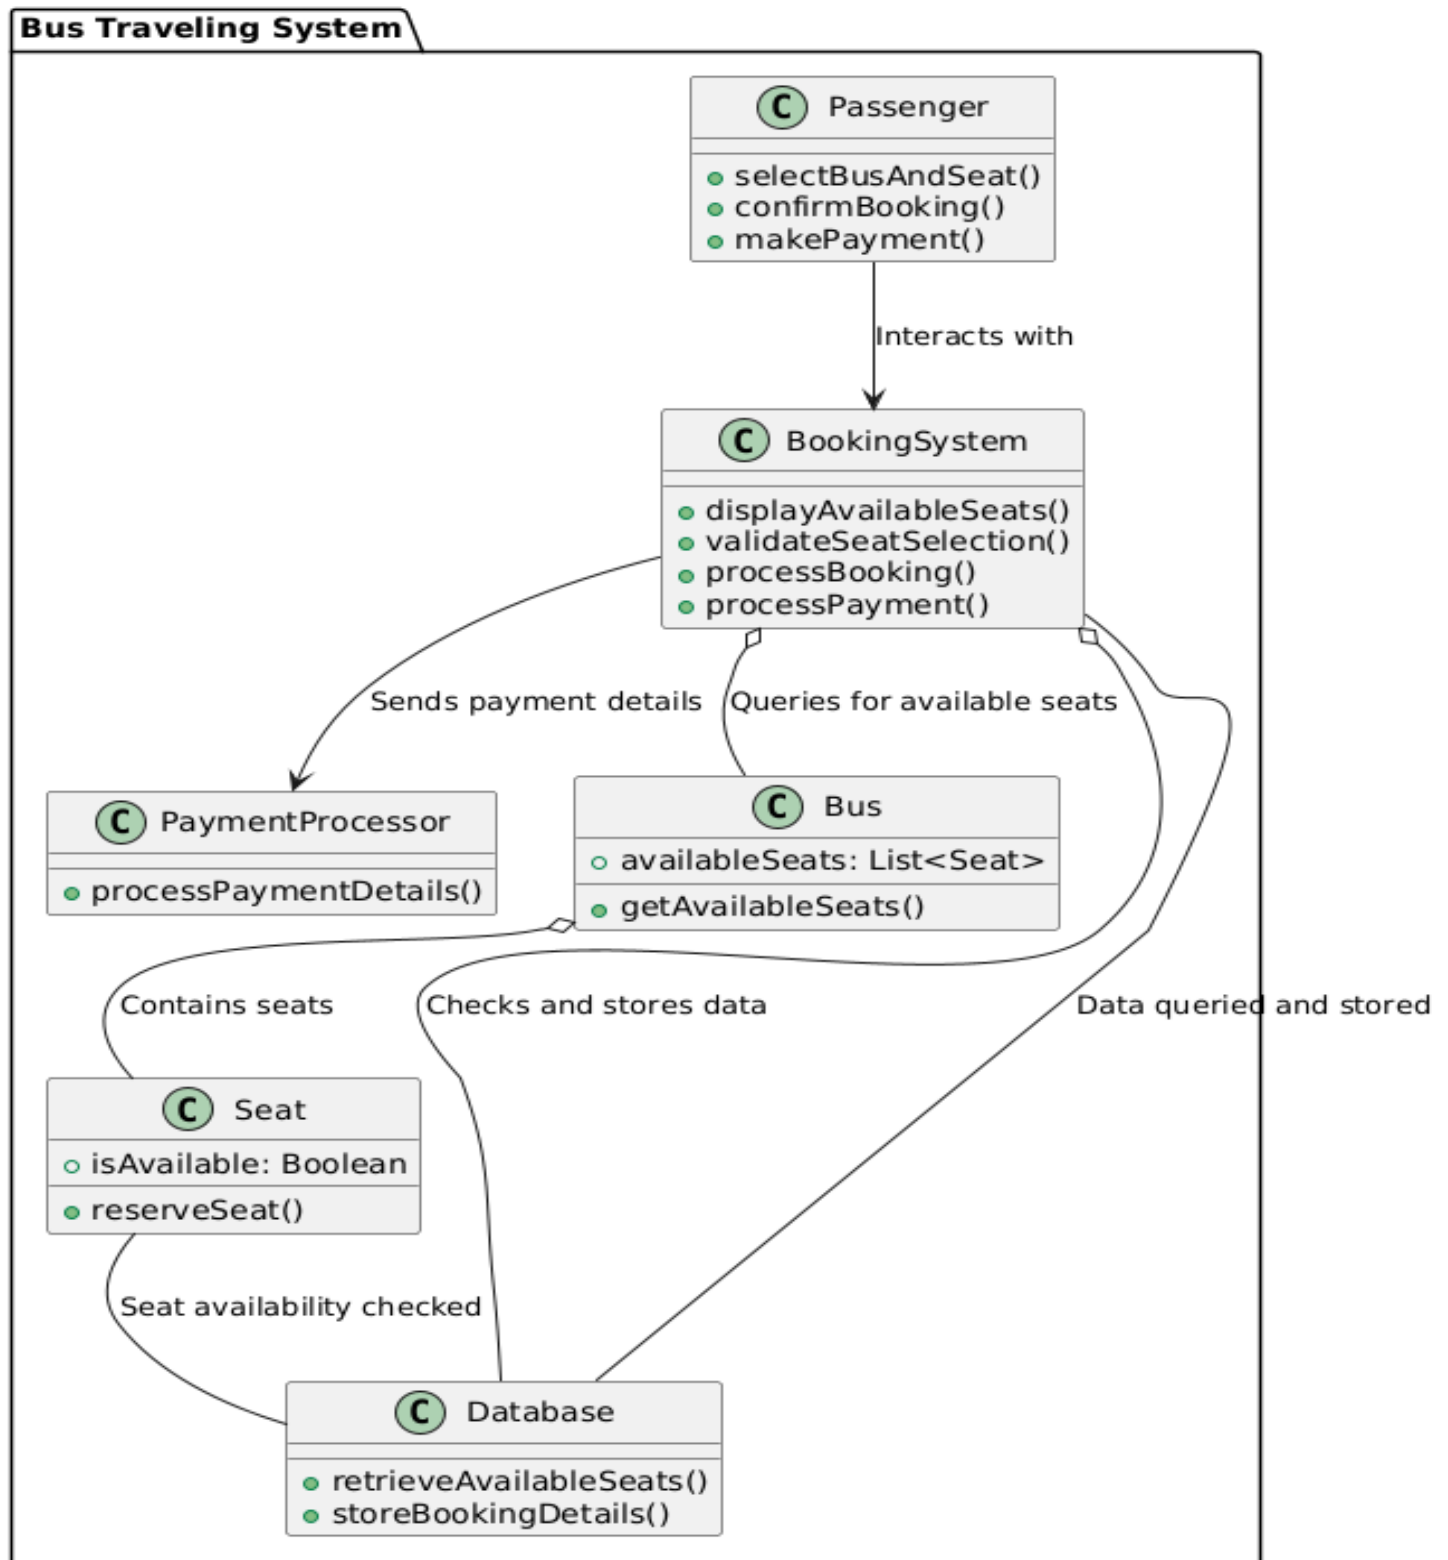 Bus Traveling System
C Passenger
selectBusAndSeat()
confirmBooking()
makePayment()
Interacts with
C BookingSystem
displayAvailableSeats()
validateSeatSelection()
processBooking()
processPayment()
Sends payment details
Queries for available seats
C PaymentProcessor
processPaymentDetails()
C Bus
availableSeats: List<Seat>
getAvailableSeats()
Contains seats
Checks and stores data
Data queried and stored
C Seat
isAvailable: Boolean
reserveSeat()
Seat availability checked
C Database
retrieveAvailableSeats()
storeBookingDetails()